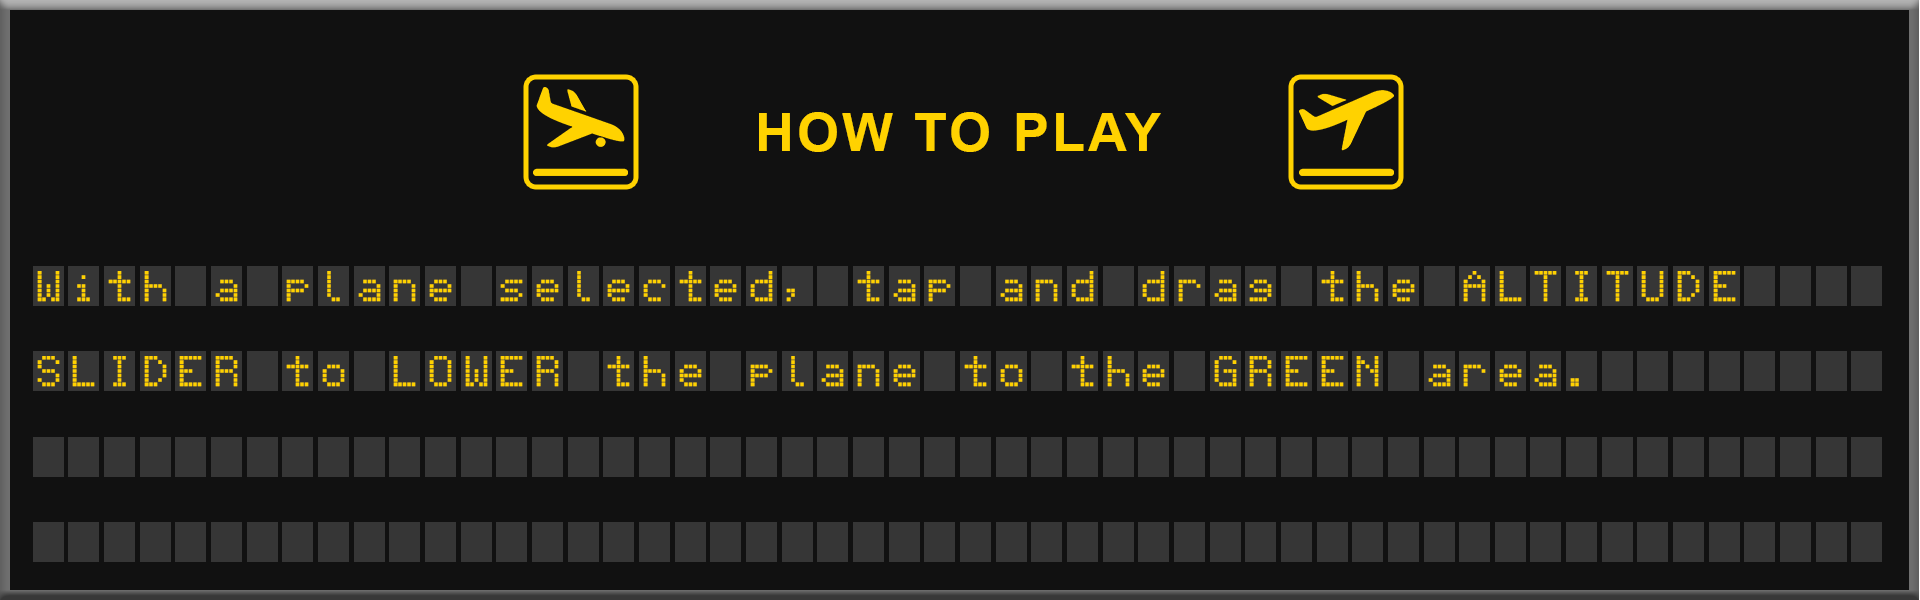 HOW TO PLAY
With a plane selected, tap and drag the ALTITUDE
SLIDER to LOWER the plane to the GREEN area.